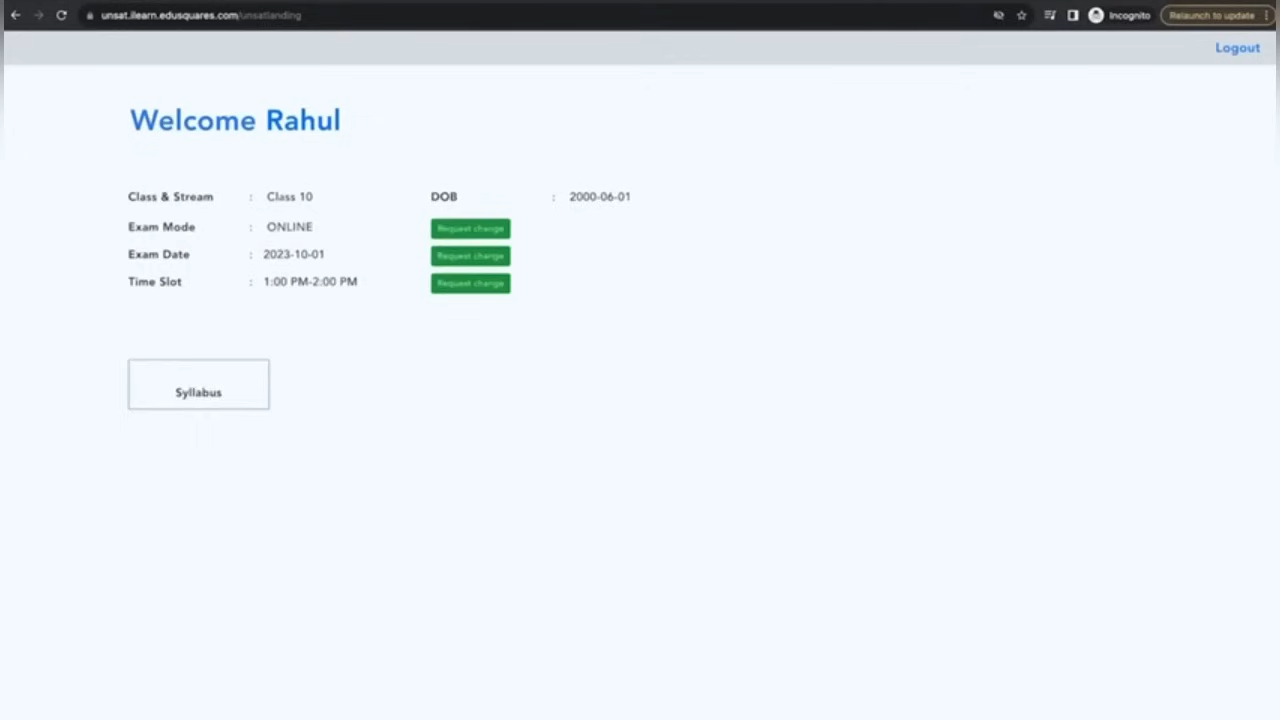 unsat.ilearn.edusquares.com/unsatlanding
Incognito
Relaunch to update
Logout
Welcome Rahul
Class & Stream : Class 10 DOB : 2000-06-01
Exam Mode : ONLINE Request change
Exam Date : 2023-10-01 Request change
Time Slot : 1:00 PM-2:00 PM Request change
Syllabus